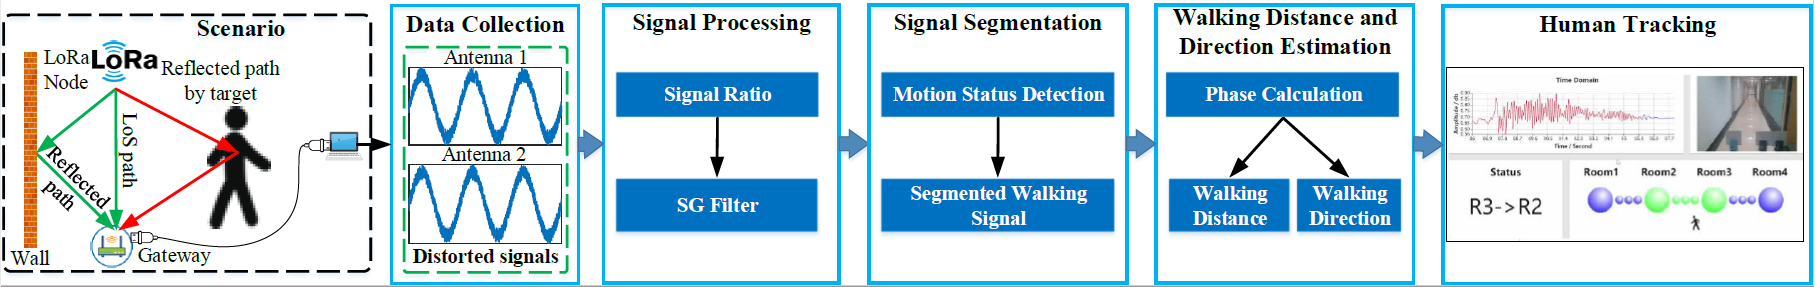 Scenario
LoRa
Node
LoRa
Reflected path
by target
LoS path
Reflected
path
Wall
Gateway
Data Collection
Antenna 1
Antenna 2
Distorted signals
Signal Processing
Signal Ratio
SG Filter
Signal Segmentation
Motion Status Detection
Segmented Walking
Signal
Walking Distance and
Direction Estimation
Phase Calculation
Walking
Distance
Walking
Direction
Human Tracking
Time Domain
Amplitude / db
Time / Second
Status
R3->R2
Room1 Room2 Room3 Room4